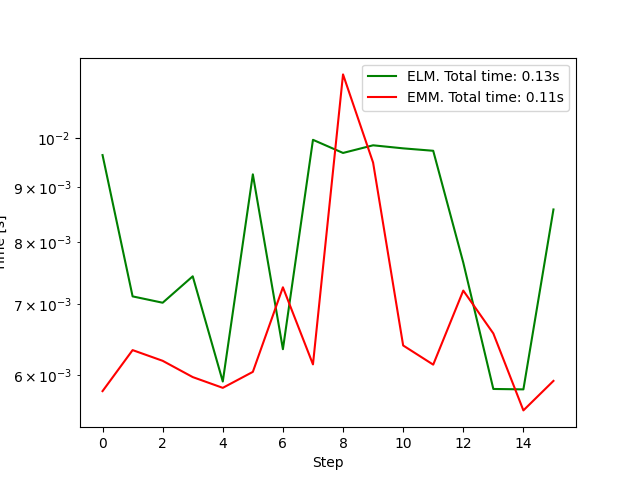 ELM. Total time: 0.13s
EMM. Total time: 0.11s
10⁻²
9 × 10⁻³
8 × 10⁻³
7 × 10⁻³
6 × 10⁻³
Time [s]
0 2 4 6 8 10 12 14
Step